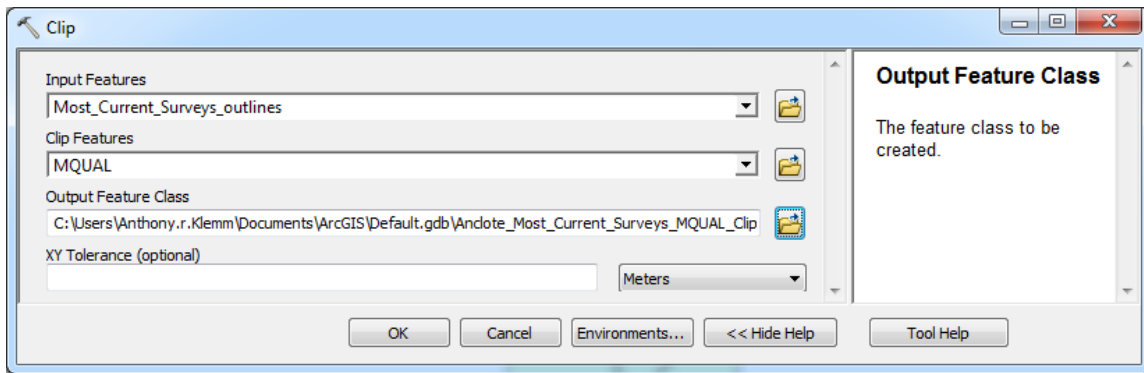 Clip
Input Features
Most_Current_Surveys_outlines
Clip Features
MQUAL
Output Feature Class
C:\Users\Anthony.r.Klemm\Documents\ArcGIS\Default.gdb\Anclote_Most_Current_Surveys_MQUAL_Clip
XY Tolerance (optional)
Meters
OK
Cancel
Environments...
<< Hide Help
Output Feature Class
The feature class to be
created.
Tool Help